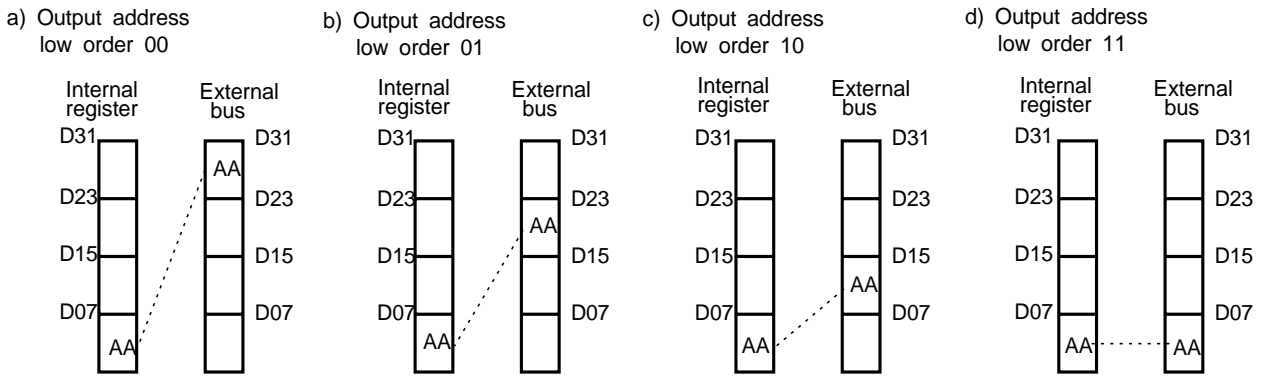 a) Output address
low order 00
Internal
register
External
bus
D31
D31
AA
D23
D23
D15
D15
D07
D07
AA
b) Output address
low order 01
Internal
register
External
bus
D31
D31
D23
D23
AA
D15
D15
D07
D07
AA
c) Output address
low order 10
Internal
register
External
bus
D31
D31
D23
D23
D15
D15
AA
D07
D07
AA
d) Output address
low order 11
Internal
register
External
bus
D31
D31
D23
D23
D15
D15
D07
D07
AA
AA